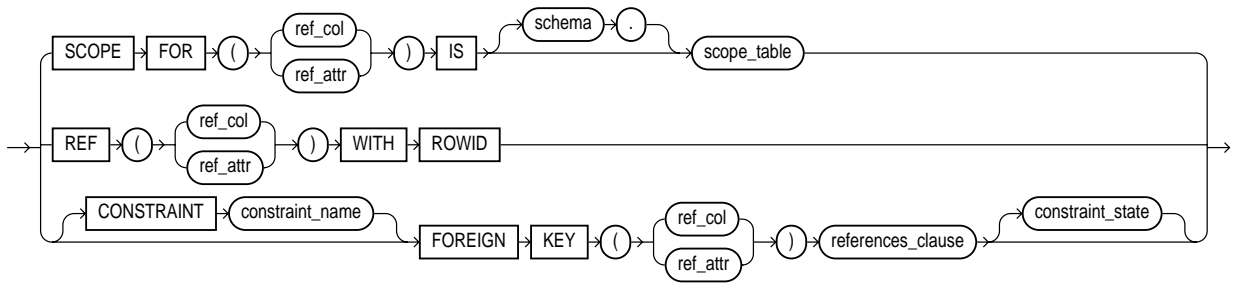 schema .
ref_col
SCOPE FOR ( ) IS scope_table
ref_attr
ref_col
REF ( ) WITH ROWID
ref_attr
CONSTRAINT constraint_name ref_col constraint_state
FOREIGN KEY ( ) references_clause
ref_attr